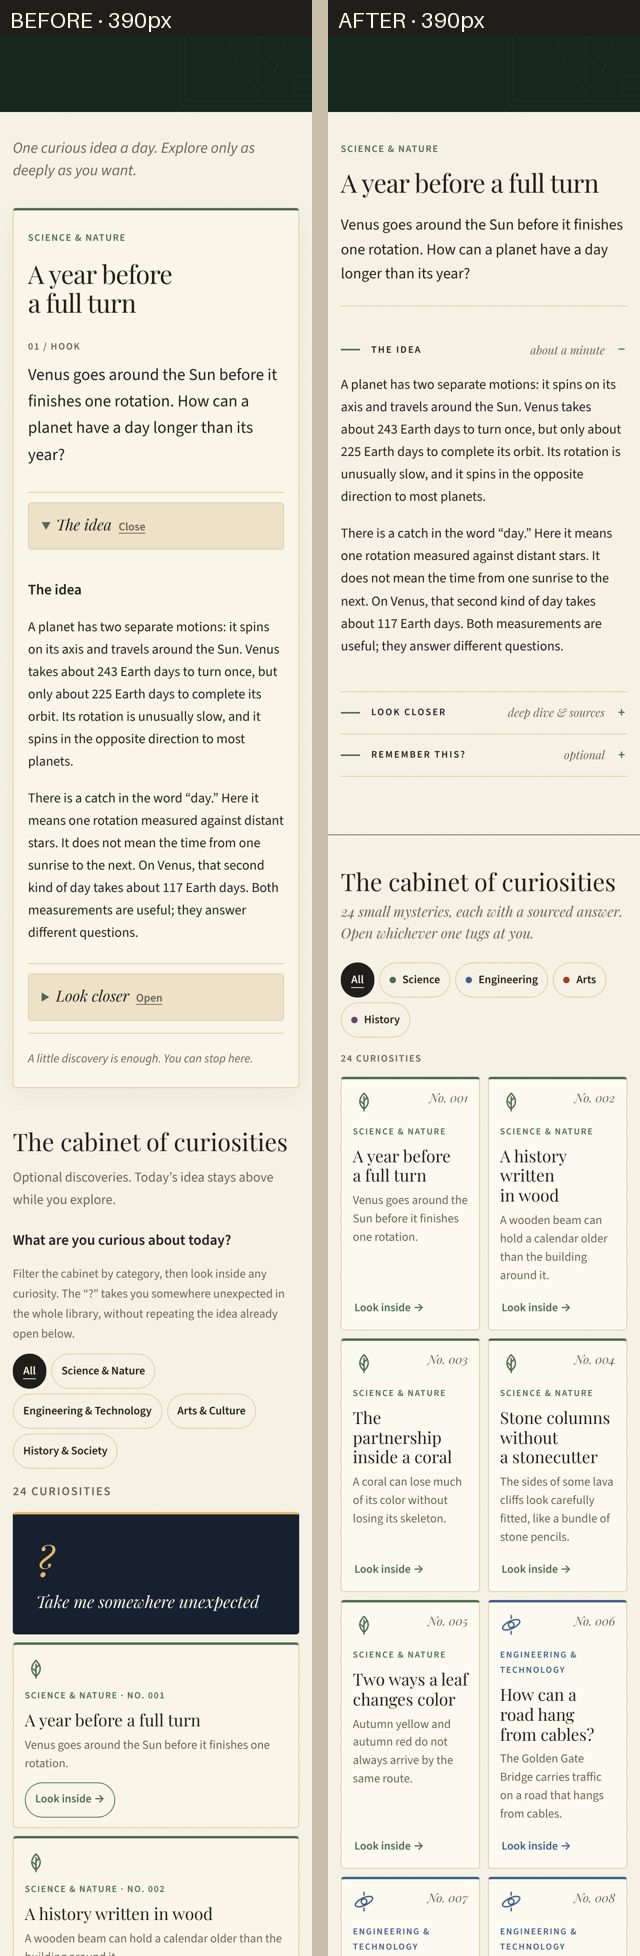 BEFORE · 390px
One curious idea a day. Explore only as
deeply as you want.
SCIENCE & NATURE
A year before
a full turn
01 / HOOK
Venus goes around the Sun before it
finishes one rotation. How can a
planet have a day longer than its
year?
▼ The idea Close
The idea
A planet has two separate motions: it spins
on its axis and travels around the Sun. Venus
takes about 243 Earth days to turn once, but
only about 225 Earth days to complete its
orbit. Its rotation is unusually slow, and it
spins in the opposite direction to most
planets.
There is a catch in the word “day.” Here it
means one rotation measured against distant
stars. It does not mean the time from one
sunrise to the next. On Venus, that second
kind of day takes about 117 Earth days. Both
measurements are useful; they answer
different questions.
▶ Look closer Open
A little discovery is enough. You can stop here.
The cabinet of curiosities
Optional discoveries. Today’s idea stays above
while you explore.
What are you curious about today?
Filter the cabinet by category, then look inside any
curiosity. The “?” takes you somewhere unexpected in
the whole library, without repeating the idea already
open below.
All Science & Nature
Engineering & Technology Arts & Culture
History & Society
24 CURIOSITIES
?
Take me somewhere unexpected
SCIENCE & NATURE · NO. 001
A year before a full turn
Venus goes around the Sun before it finishes one
rotation.
Look inside →
SCIENCE & NATURE · NO. 002
A history written in wood
A wooden beam can hold a calendar older than the
building around it.
AFTER · 390px
SCIENCE & NATURE
A year before a full turn
Venus goes around the Sun before it finishes
one rotation. How can a planet have a day
longer than its year?
THE IDEA about a minute −
A planet has two separate motions: it spins on its
axis and travels around the Sun. Venus takes
about 243 Earth days to turn once, but only about
225 Earth days to complete its orbit. Its rotation is
unusually slow, and it spins in the opposite
direction to most planets.
There is a catch in the word “day.” Here it means
one rotation measured against distant stars. It
does not mean the time from one sunrise to the
next. On Venus, that second kind of day takes
about 117 Earth days. Both measurements are
useful; they answer different questions.
LOOK CLOSER deep dive & sources +
REMEMBER THIS? optional +
The cabinet of curiosities
24 small mysteries, each with a sourced answer.
Open whichever one tugs at you.
All Science Engineering Arts
History
24 CURIOSITIES
No. 001
SCIENCE & NATURE
A year before
a full turn
Venus goes around the
Sun before it finishes
one rotation.
Look inside →
No. 002
SCIENCE & NATURE
A history
written
in wood
A wooden beam can
hold a calendar older
than the building
around it.
Look inside →
No. 003
SCIENCE & NATURE
The
partnership
inside a coral
A coral can lose much
of its color without
losing its skeleton.
Look inside →
No. 004
SCIENCE & NATURE
Stone columns
without
a stonecutter
The sides of some lava
cliffs look carefully
fitted, like a bundle of
stone pencils.
Look inside →
No. 005
SCIENCE & NATURE
Two ways a leaf
changes color
Autumn yellow and
autumn red do not
always arrive by the
same route.
Look inside →
No. 006
ENGINEERING &
TECHNOLOGY
How can a
road hang
from cables?
The Golden Gate
Bridge carries traffic
on a road that hangs
from cables.
Look inside →
No. 007
ENGINEERING &
TECHNOLOGY
No. 008
ENGINEERING &
TECHNOLOGY